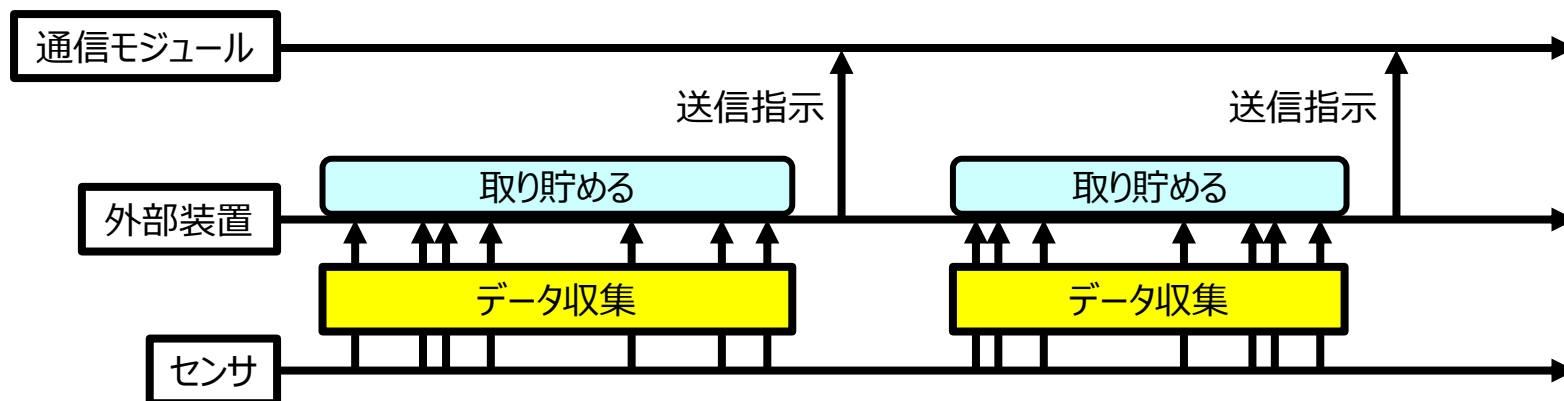 通信モジュール
送信指示
送信指示
取り貯める
取り貯める
外部装置
データ収集
データ収集
センサ